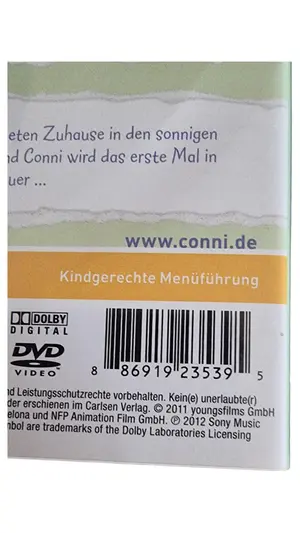 eten Zuhause in den sonnigen
nd Conni wird das erste Mal in
uer ...
www.conni.de
Kindgerechte Menüführung
DOLBY
DIGITAL
DVD
VIDEO
8 86919 23539 5
nd Leistungsschutzrechte vorbehalten. Kein(e) unerlaubte(r)
der erschienen im Carlsen Verlag. © 2011 youngfilms GmbH
elona und NFP Animation Film GmbH. ℗ 2012 Sony Music
mbol are trademarks of the Dolby Laboratories Licensing